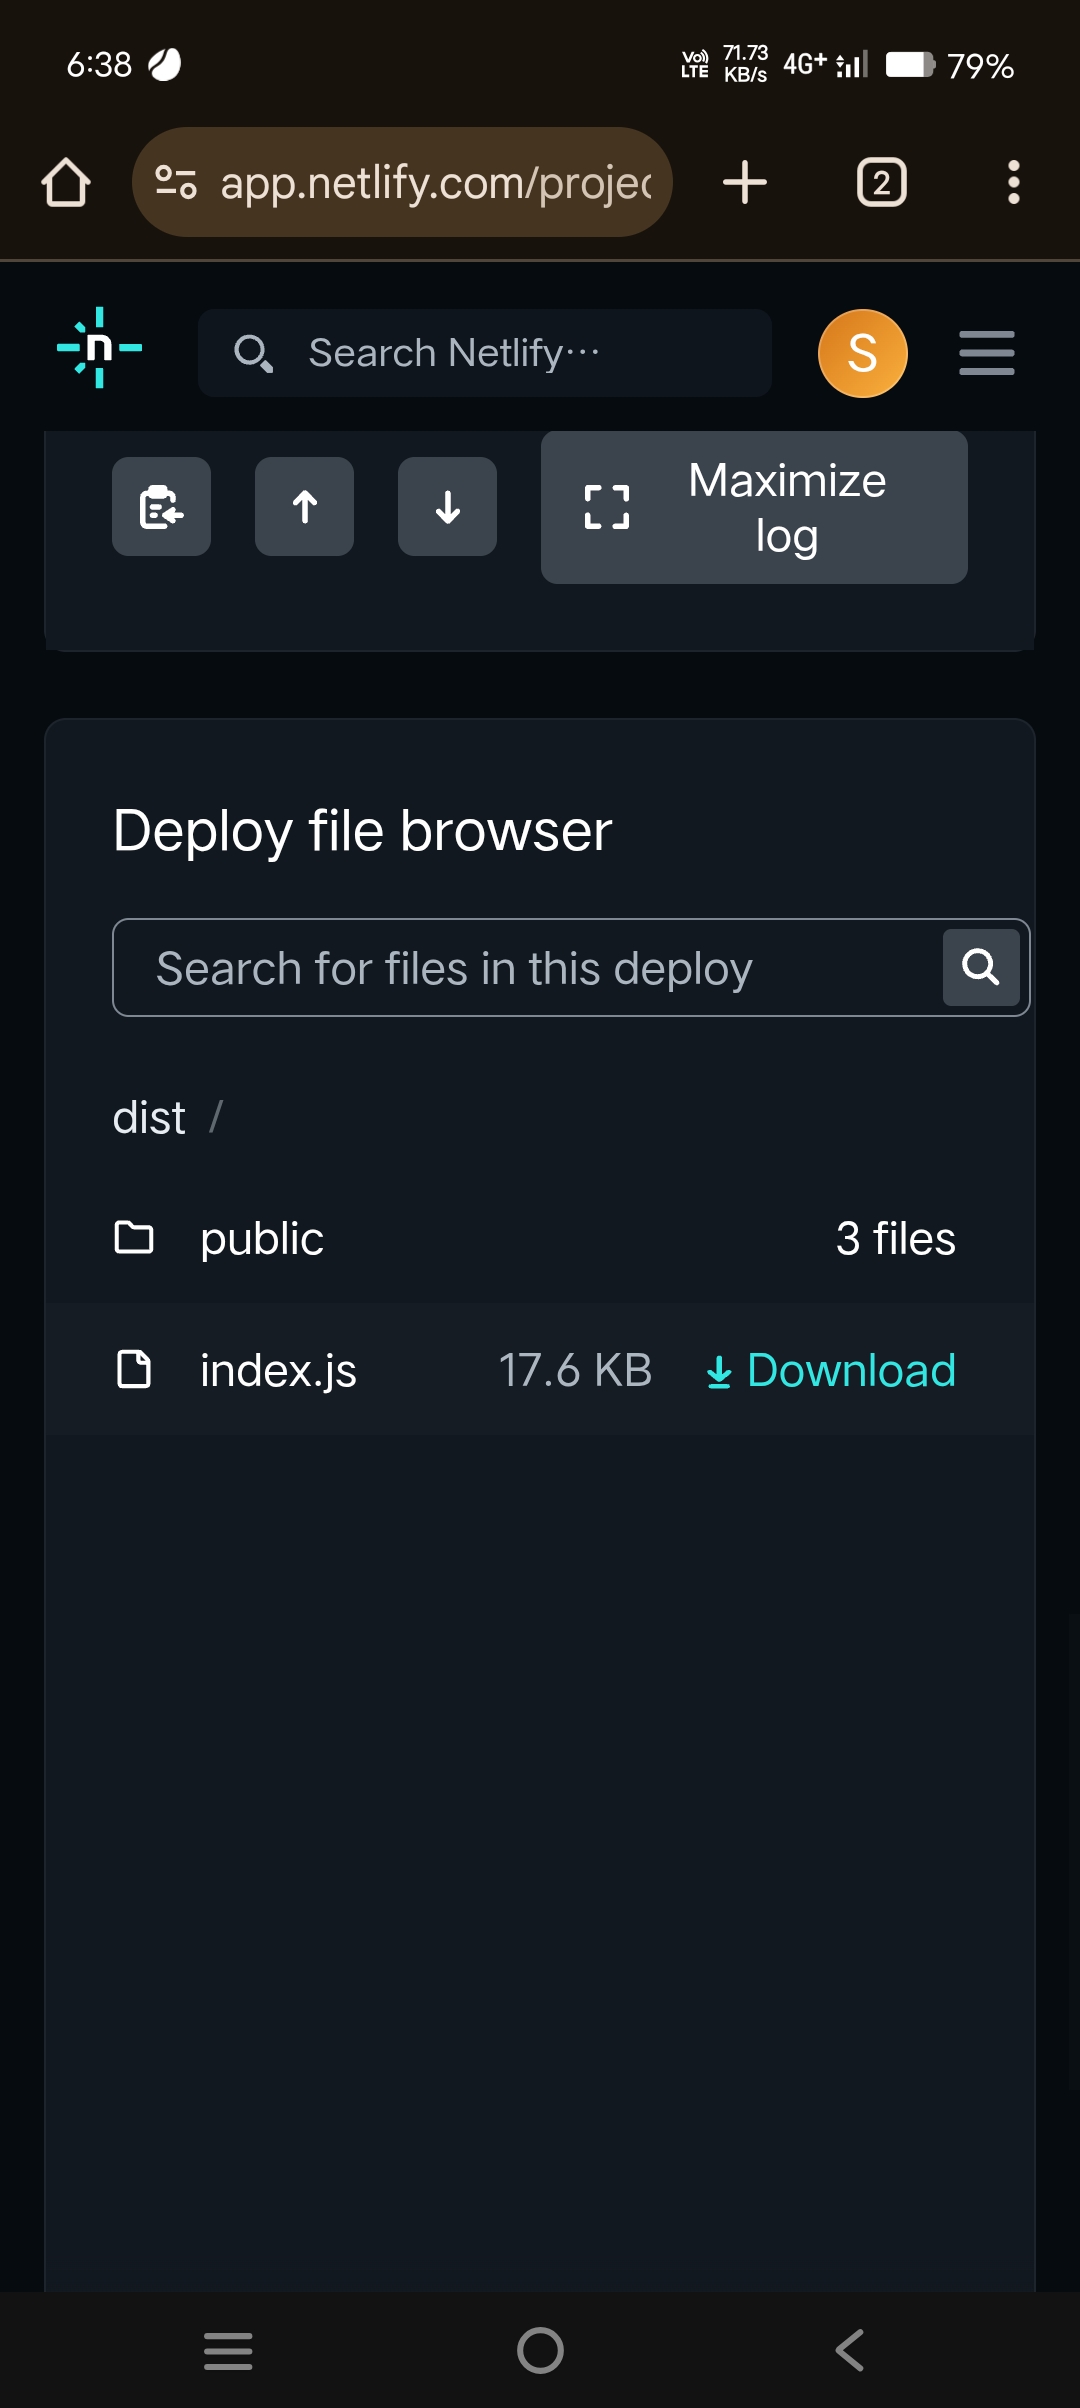 6:38
Vo) LTE
71.73 KB/s
4G+
79%
app.netlify.com/projec
2
n
Search Netlify···
S
Maximize
log
Deploy file browser
Search for files in this deploy
dist /
public 3 files
index.js 17.6 KB Download